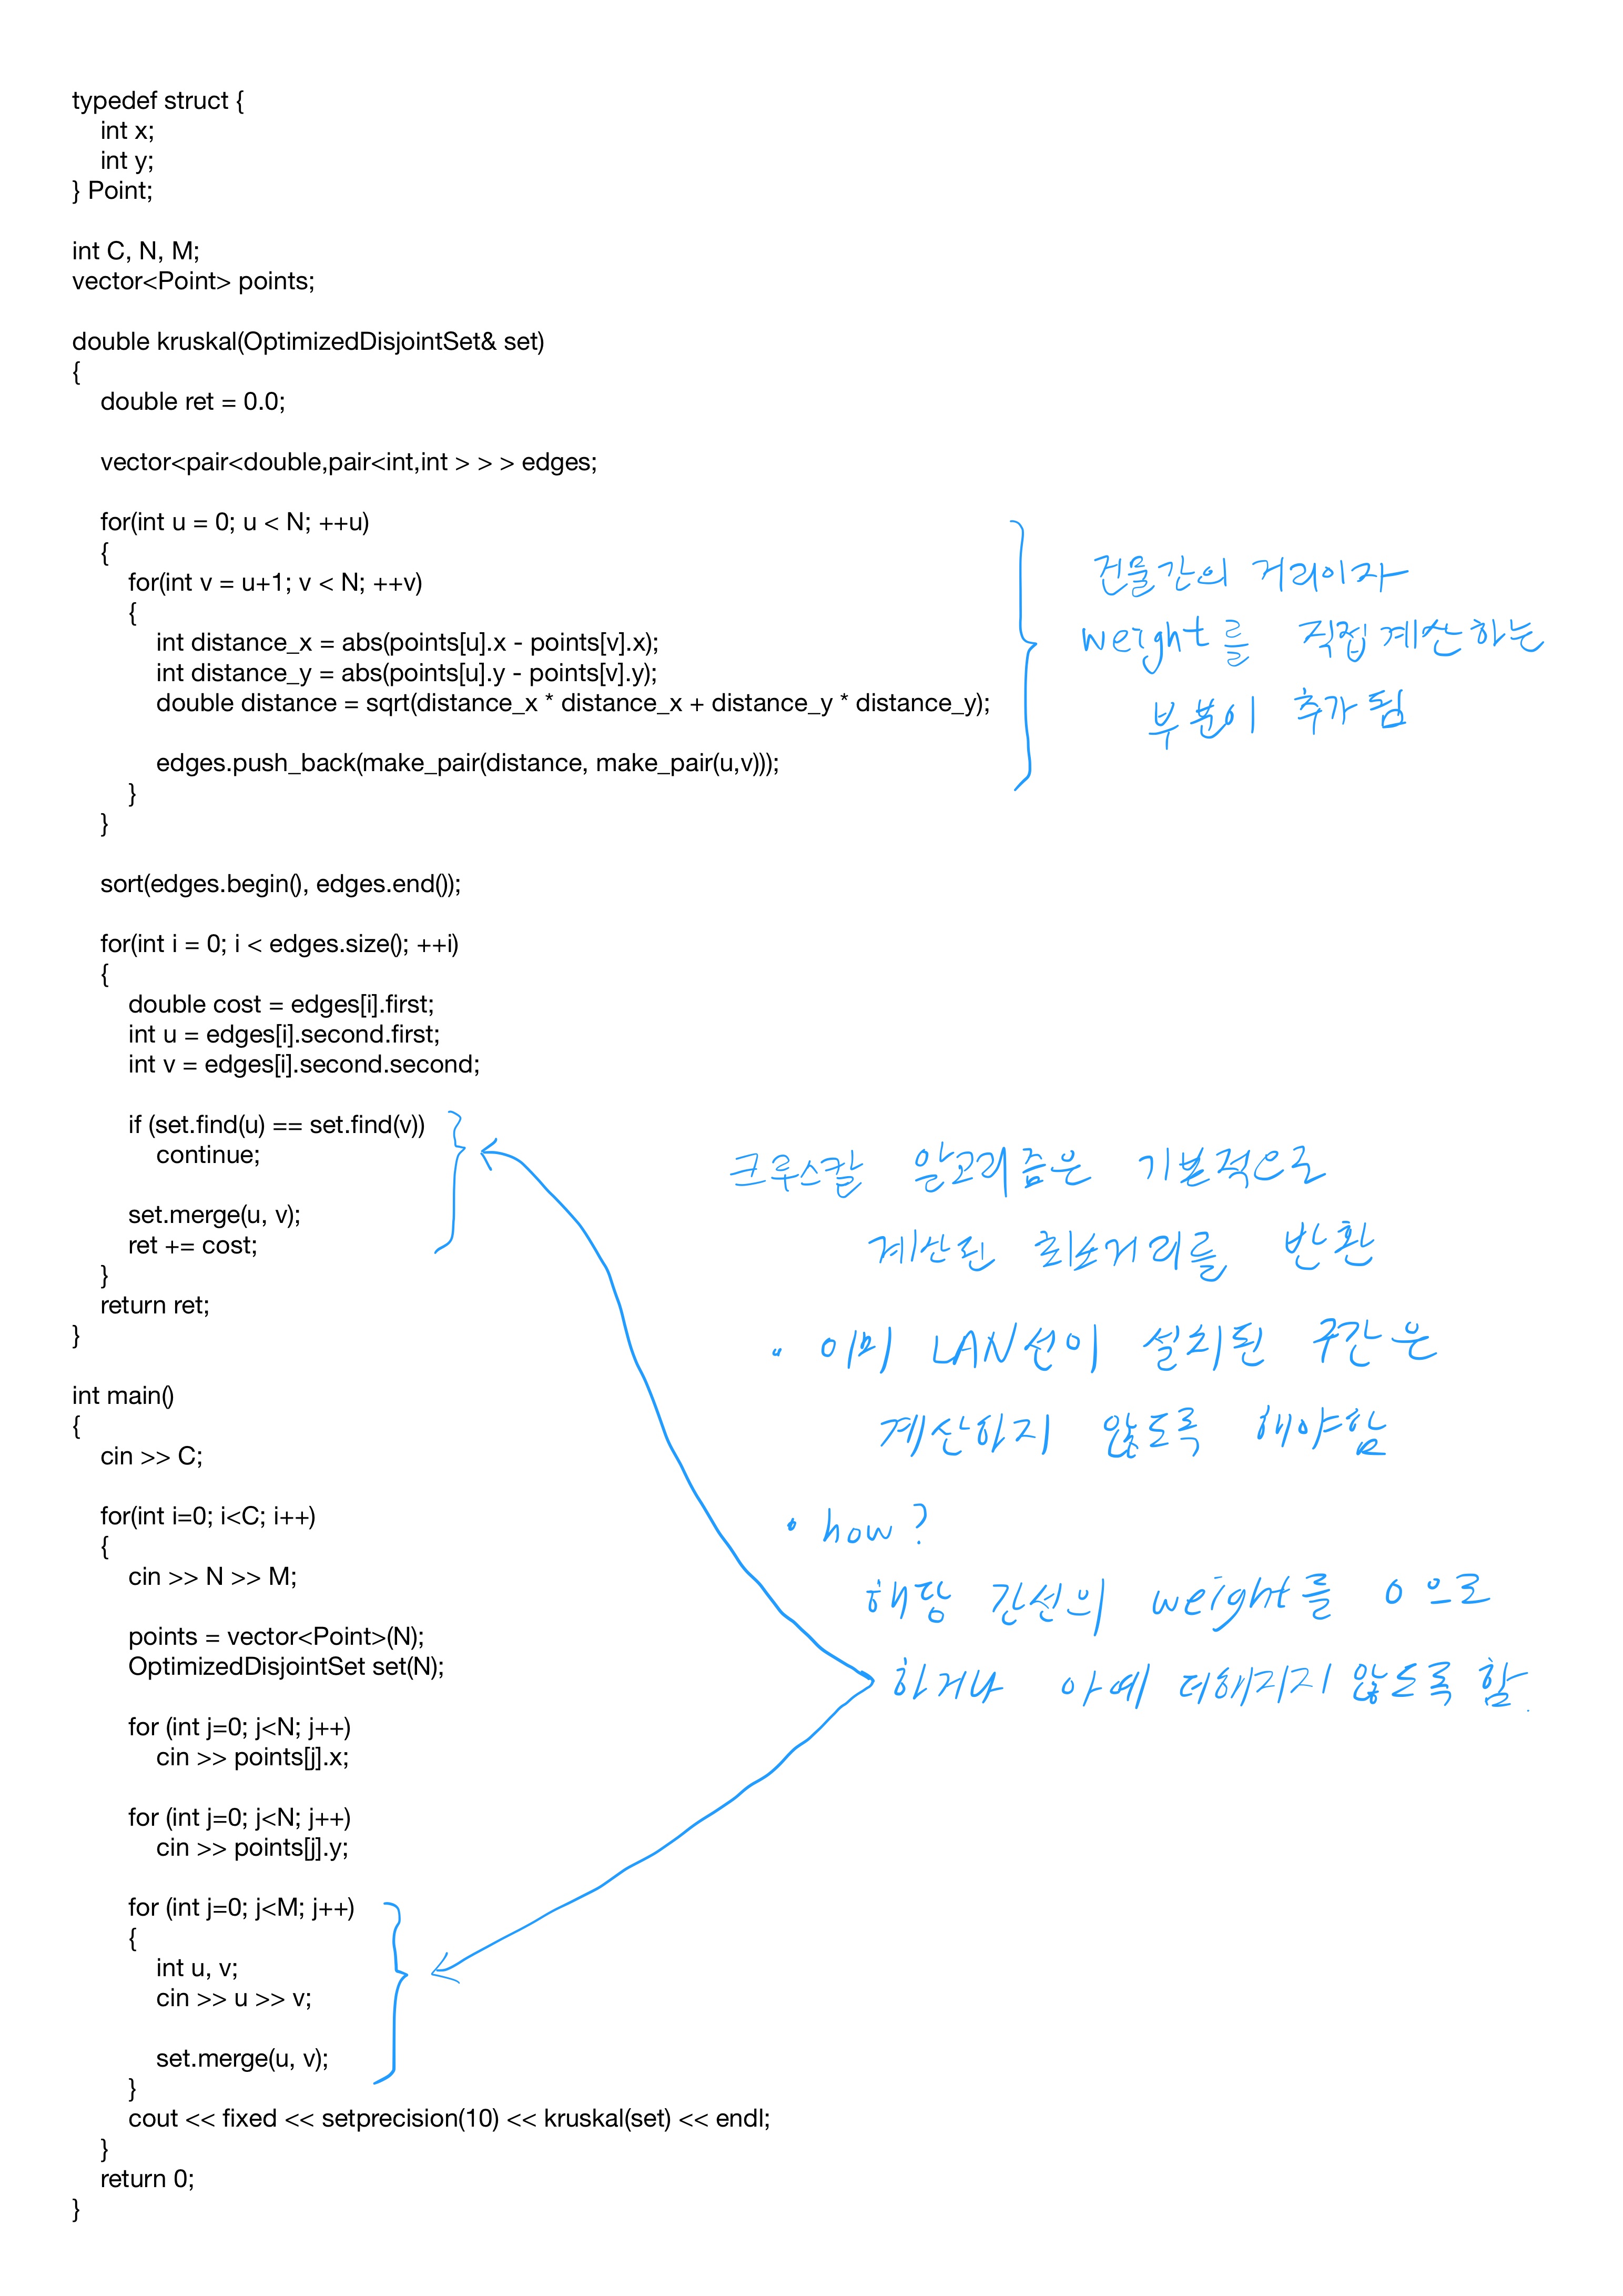 typedef struct {
int x;
int y;
} Point;
int C, N, M;
vector<Point> points;
double kruskal(OptimizedDisjointSet& set)
{
double ret = 0.0;
vector<pair<double,pair<int,int > > > edges;
for(int u = 0; u < N; ++u)
{
for(int v = u+1; v < N; ++v)
{
int distance_x = abs(points[u].x - points[v].x);
int distance_y = abs(points[u].y - points[v].y);
double distance = sqrt(distance_x * distance_x + distance_y * distance_y);
edges.push_back(make_pair(distance, make_pair(u,v)));
}
}
건물간의 거리이자
weight를 직접 계산하는
부분이 추가됨
sort(edges.begin(), edges.end());
for(int i = 0; i < edges.size(); ++i)
{
double cost = edges[i].first;
int u = edges[i].second.first;
int v = edges[i].second.second;
if (set.find(u) == set.find(v))
continue;
set.merge(u, v);
ret += cost;
}
return ret;
}
크루스칼 알고리즘은 기본적으로
계산된 최소거리를 반환
• 이미 LAN선이 설치된 구간은
계산하지 않도록 해야함
• how?
해당 간선의 weight를 0으로
하거나 아예 더해지지 않도록 함.
int main()
{
cin >> C;
for(int i=0; i<C; i++)
{
cin >> N >> M;
points = vector<Point>(N);
OptimizedDisjointSet set(N);
for (int j=0; j<N; j++)
cin >> points[j].x;
for (int j=0; j<N; j++)
cin >> points[j].y;
for (int j=0; j<M; j++)
{
int u, v;
cin >> u >> v;
set.merge(u, v);
}
cout << fixed << setprecision(10) << kruskal(set) << endl;
}
return 0;
}